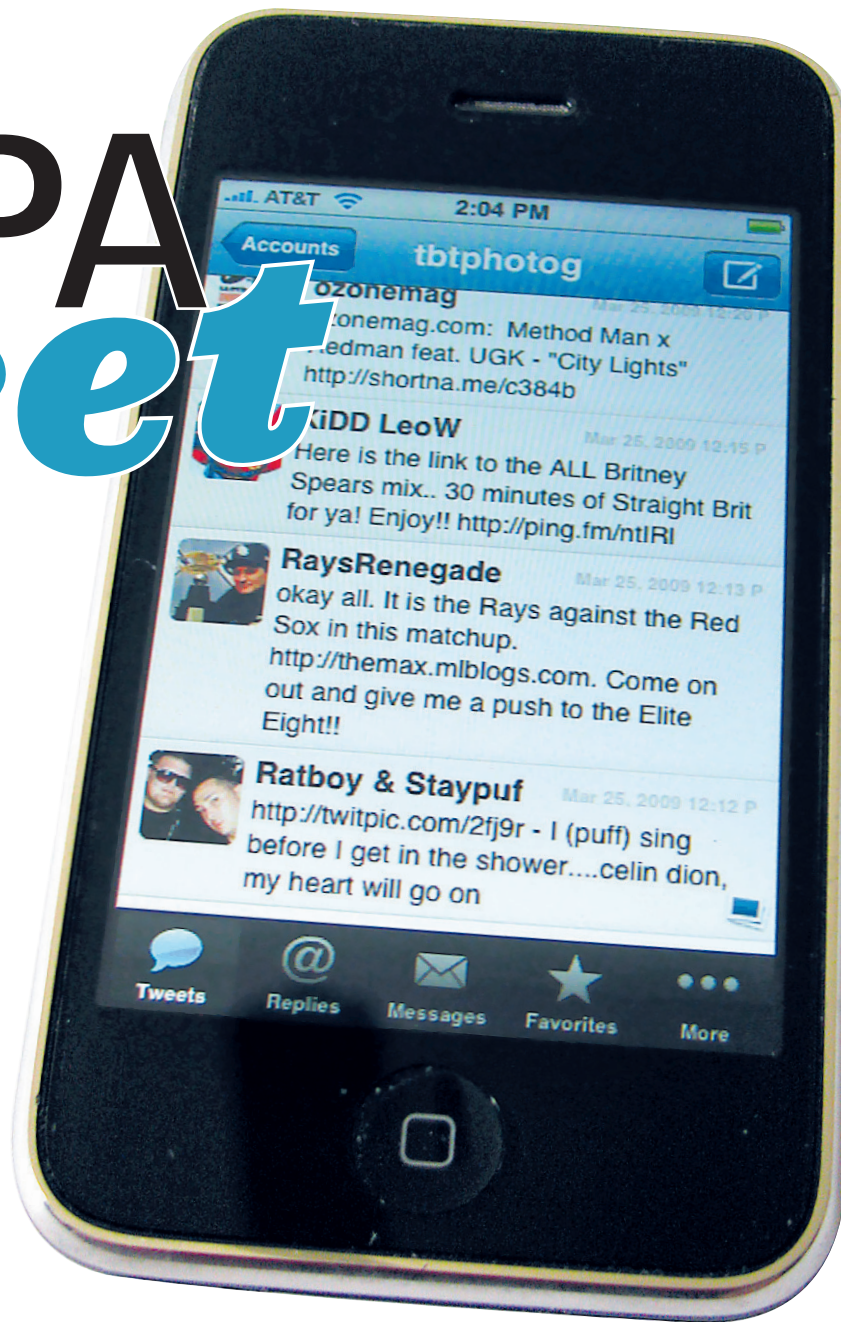 PA
eet
AT&T 2:04 PM
Accounts tbtphotog
ozonemag Mar 25, 2009 12:20 P
zonemag.com: Method Man x
edman feat. UGK - "City Lights"
http://shortna.me/c384b
KiDD LeoW Mar 25, 2009 12:15 P
Here is the link to the ALL Britney
Spears mix.. 30 minutes of Straight Brit
for ya! Enjoy!! http://ping.fm/ntIRI
RaysRenegade Mar 25, 2009 12:13 P
okay all. It is the Rays against the Red
Sox in this matchup.
http://themax.mlblogs.com. Come on
out and give me a push to the Elite
Eight!!
Ratboy & Staypuf Mar 25, 2009 12:12 P
http://twitpic.com/2fj9r - I (puff) sing
before I get in the shower....celin dion,
my heart will go on
Tweets Replies Messages Favorites More